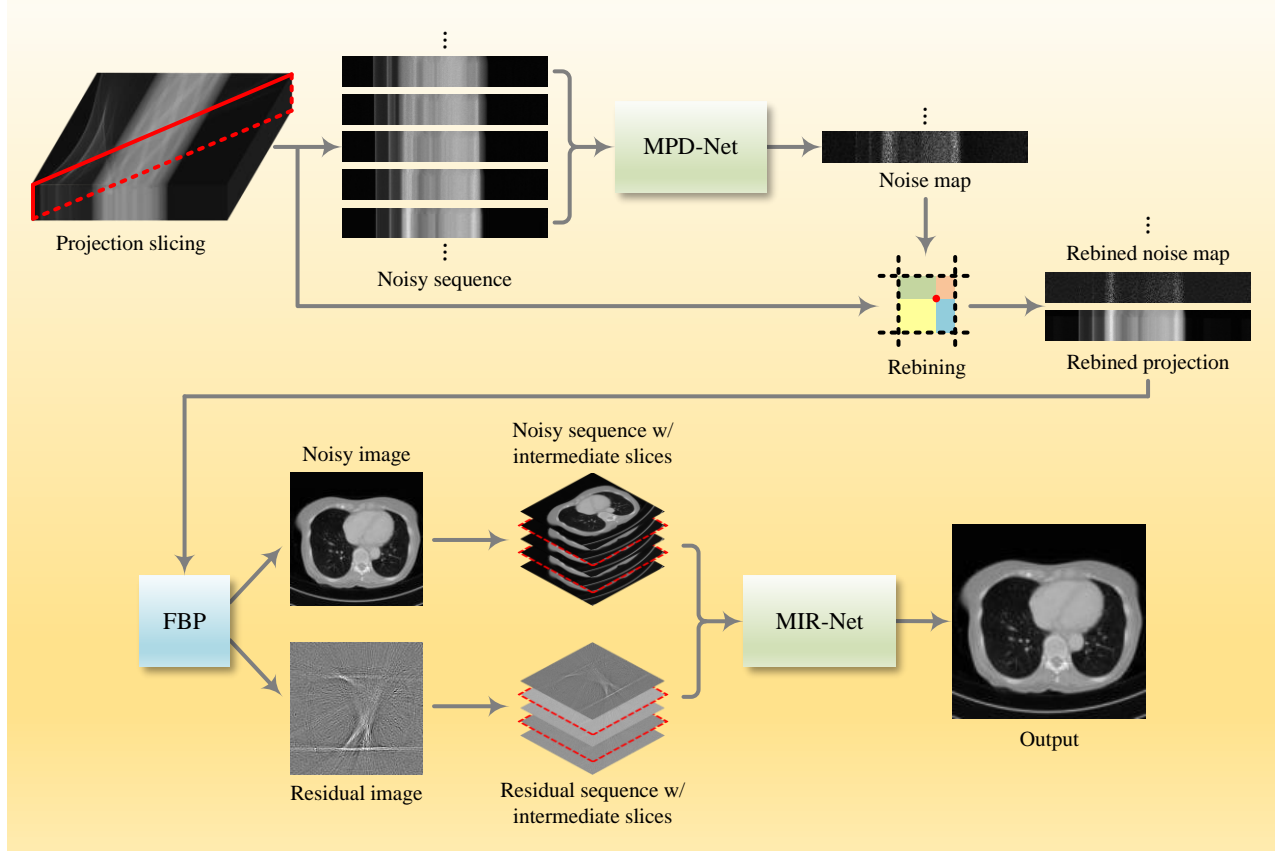 Projection slicing
Noisy sequence
MPD-Net
Noise map
Rebining
Rebined noise map
Rebined projection
FBP
Noisy image
Residual image
Noisy sequence w/
intermediate slices
Residual sequence w/
intermediate slices
MIR-Net
Output